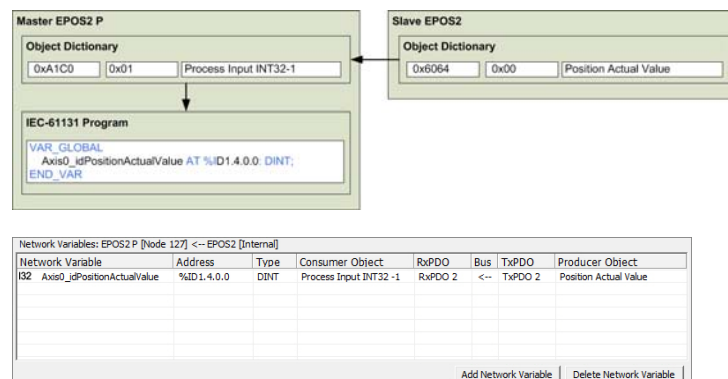 Master EPOS2 P
Object Dictionary
0xA1C0 0x01 Process Input INT32-1
IEC-61131 Program
VAR_GLOBAL
Axis0_idPositionActualValue AT %ID1.4.0.0: DINT;
END_VAR
Slave EPOS2
Object Dictionary
0x6064 0x00 Position Actual Value
Network Variables: EPOS2 P [Node 127] <-- EPOS2 [Internal]
Network Variable Address Type Consumer Object RxPDO Bus TxPDO Producer Object
I32 Axis0_idPositionActualValue %ID1.4.0.0 DINT Process Input INT32 -1 RxPDO 2 <-- TxPDO 2 Position Actual Value
Add Network Variable Delete Network Variable